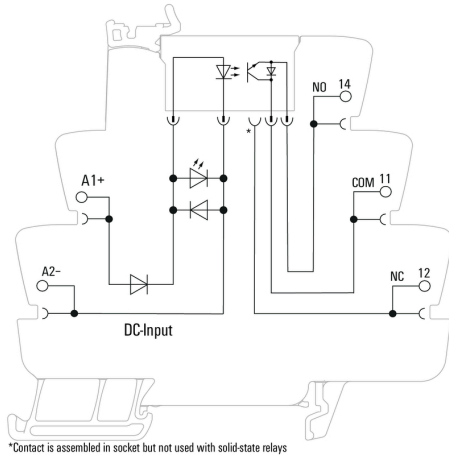 NO 14
*
A1+
COM 11
A2−
NC 12
DC-Input
*Contact is assembled in socket but not used with solid-state relays